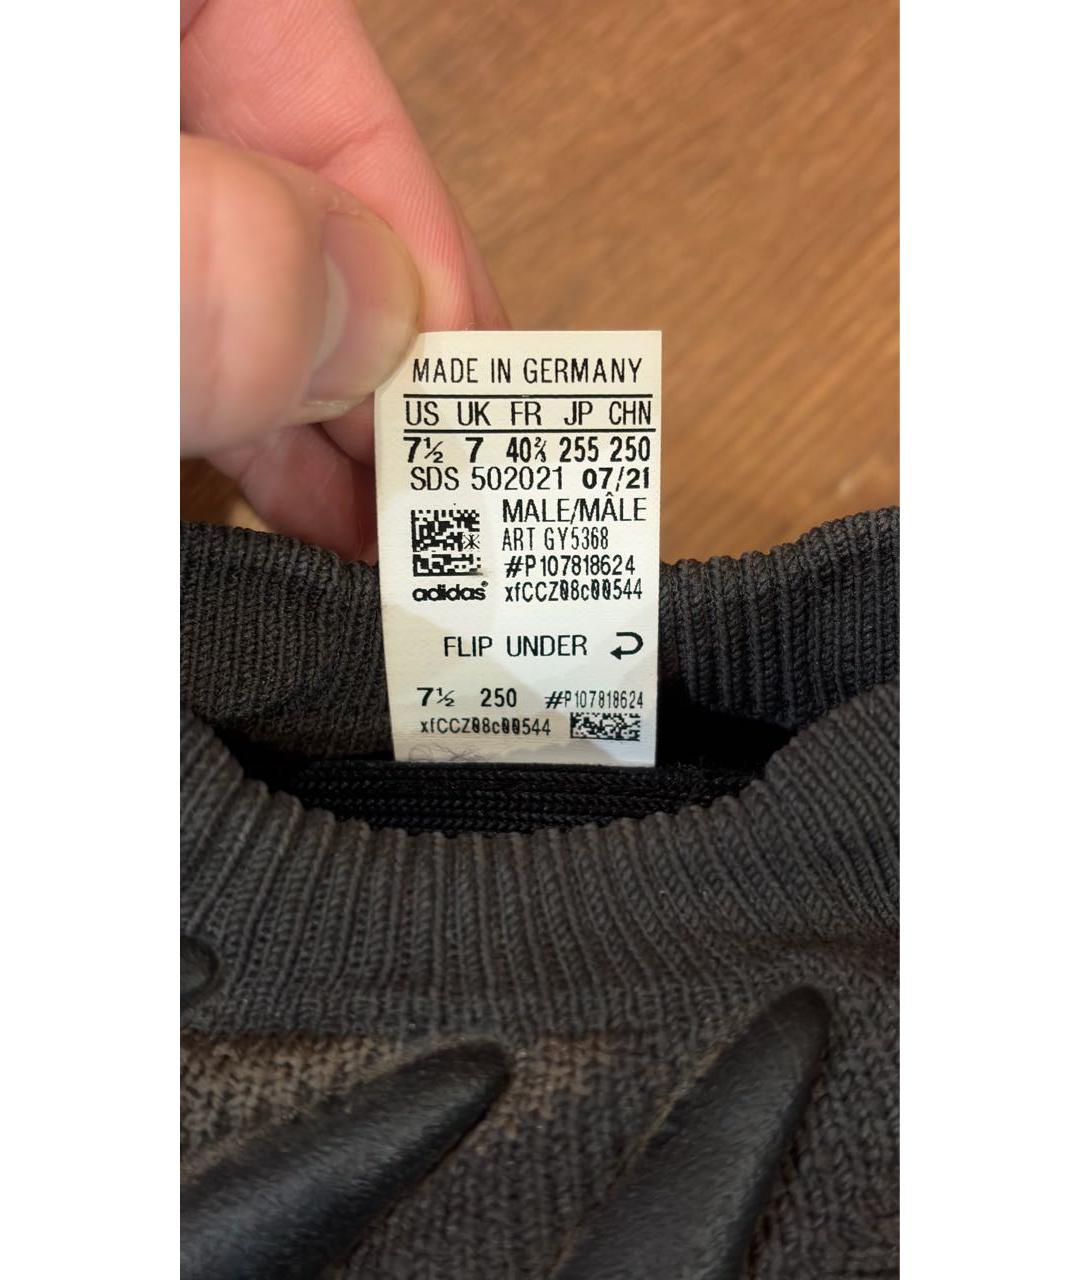 MADE IN GERMANY
US UK FR JP CHN
7½ 7 40⅔ 255 250
SDS 502021 07/21
MALE/MÂLE
ART GY5368
#P107818624
adidas® xfCCZ08c00544
FLIP UNDER
7½ 250 #P107818624
xfCCZ08c00544